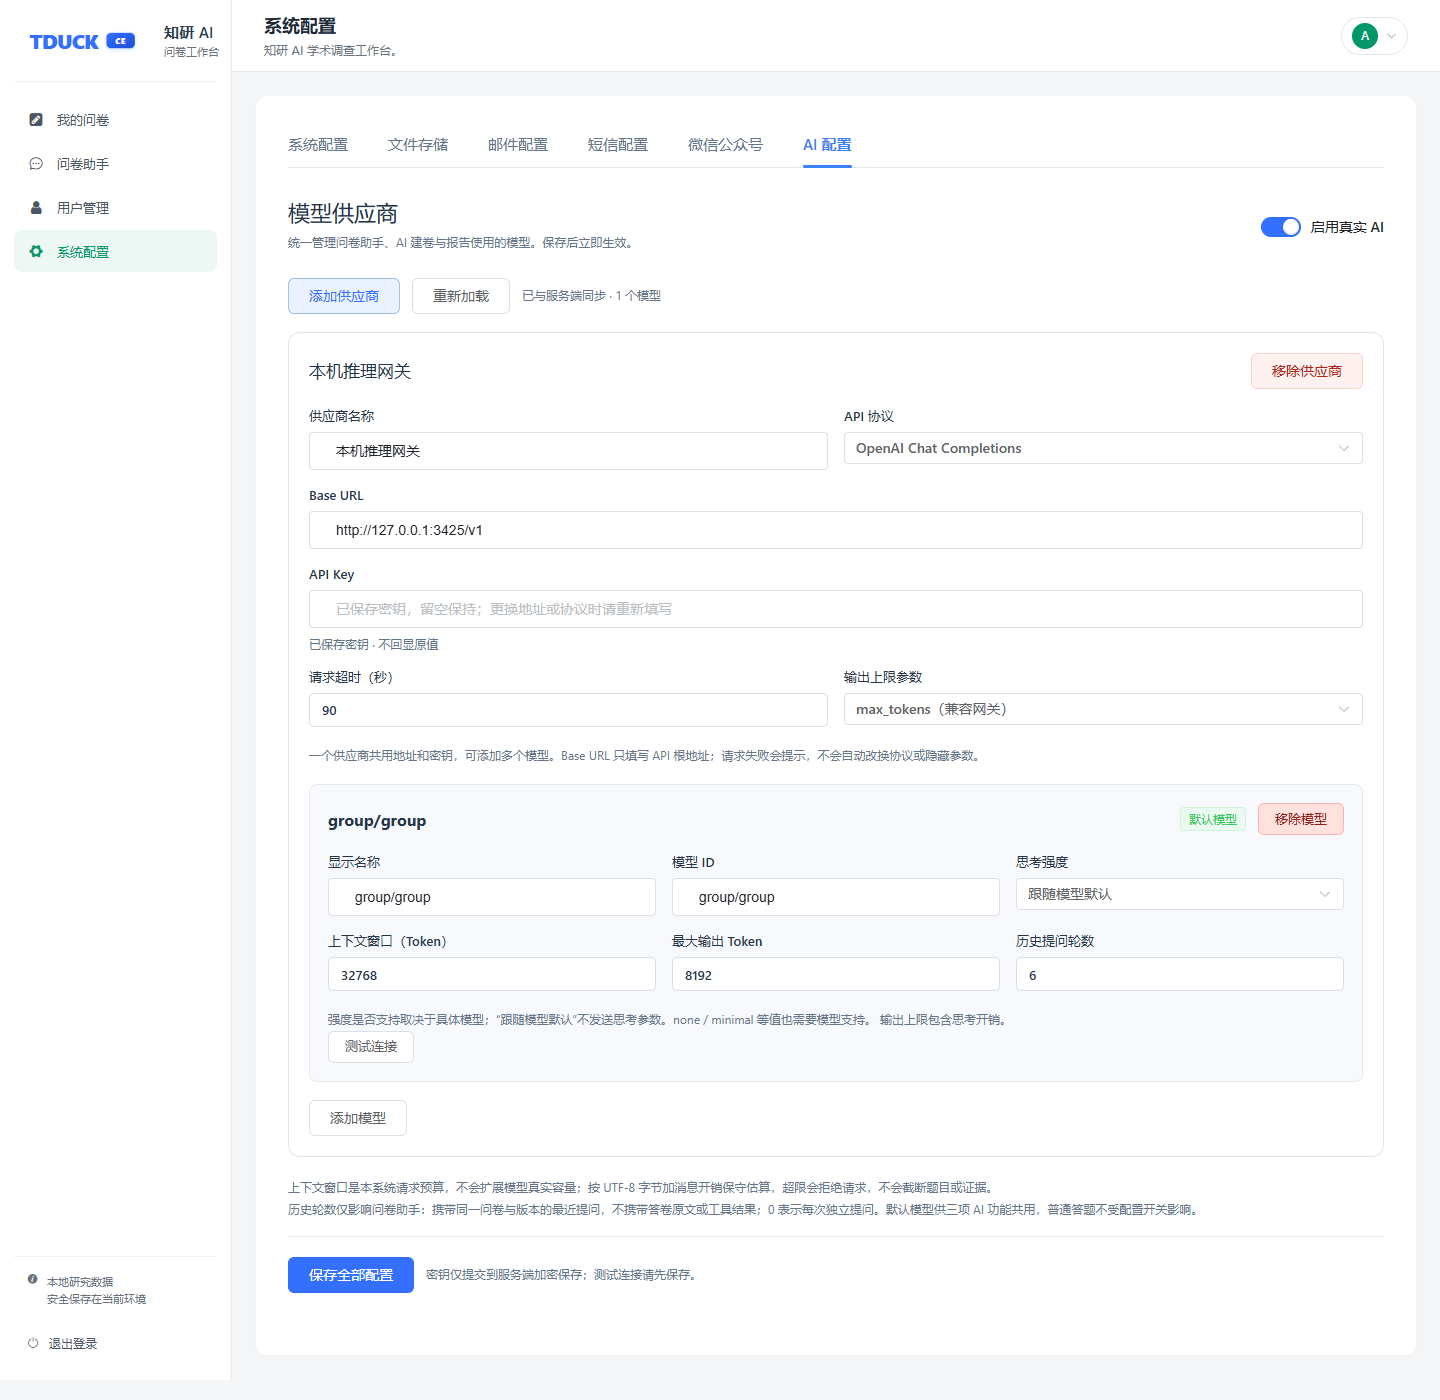 TDUCK CE
知研 AI
问卷工作台
我的问卷
问卷助手
用户管理
系统配置
本地研究数据
安全保存在当前环境
退出登录
系统配置
知研 AI 学术调查工作台。
A
系统配置 文件存储 邮件配置 短信配置 微信公众号 AI 配置
模型供应商
统一管理问卷助手、AI 建卷与报告使用的模型。保存后立即生效。
启用真实 AI
添加供应商 重新加载 已与服务端同步 · 1 个模型
本机推理网关 移除供应商
供应商名称 API 协议
本机推理网关 OpenAI Chat Completions
Base URL
http://127.0.0.1:3425/v1
API Key
已保存密钥，留空保持；更换地址或协议时请重新填写
已保存密钥 · 不回显原值
请求超时（秒） 输出上限参数
90 max_tokens（兼容网关）
一个供应商共用地址和密钥，可添加多个模型。Base URL 只填写 API 根地址；请求失败会提示，不会自动改换协议或隐藏参数。
group/group 默认模型 移除模型
显示名称 模型 ID 思考强度
group/group group/group 跟随模型默认
上下文窗口（Token） 最大输出 Token 历史提问轮数
32768 8192 6
强度是否支持取决于具体模型；“跟随模型默认”不发送思考参数。none / minimal 等值也需要模型支持。 输出上限包含思考开销。
测试连接
添加模型
上下文窗口是本系统请求预算，不会扩展模型真实容量；按 UTF-8 字节加消息开销保守估算，超限会拒绝请求，不会截断题目或证据。
历史轮数仅影响问卷助手：携带同一问卷与版本的最近提问，不携带答卷原文或工具结果；0 表示每次独立提问。默认模型供三项 AI 功能共用，普通答题不受配置开关影响。
保存全部配置 密钥仅提交到服务端加密保存；测试连接请先保存。